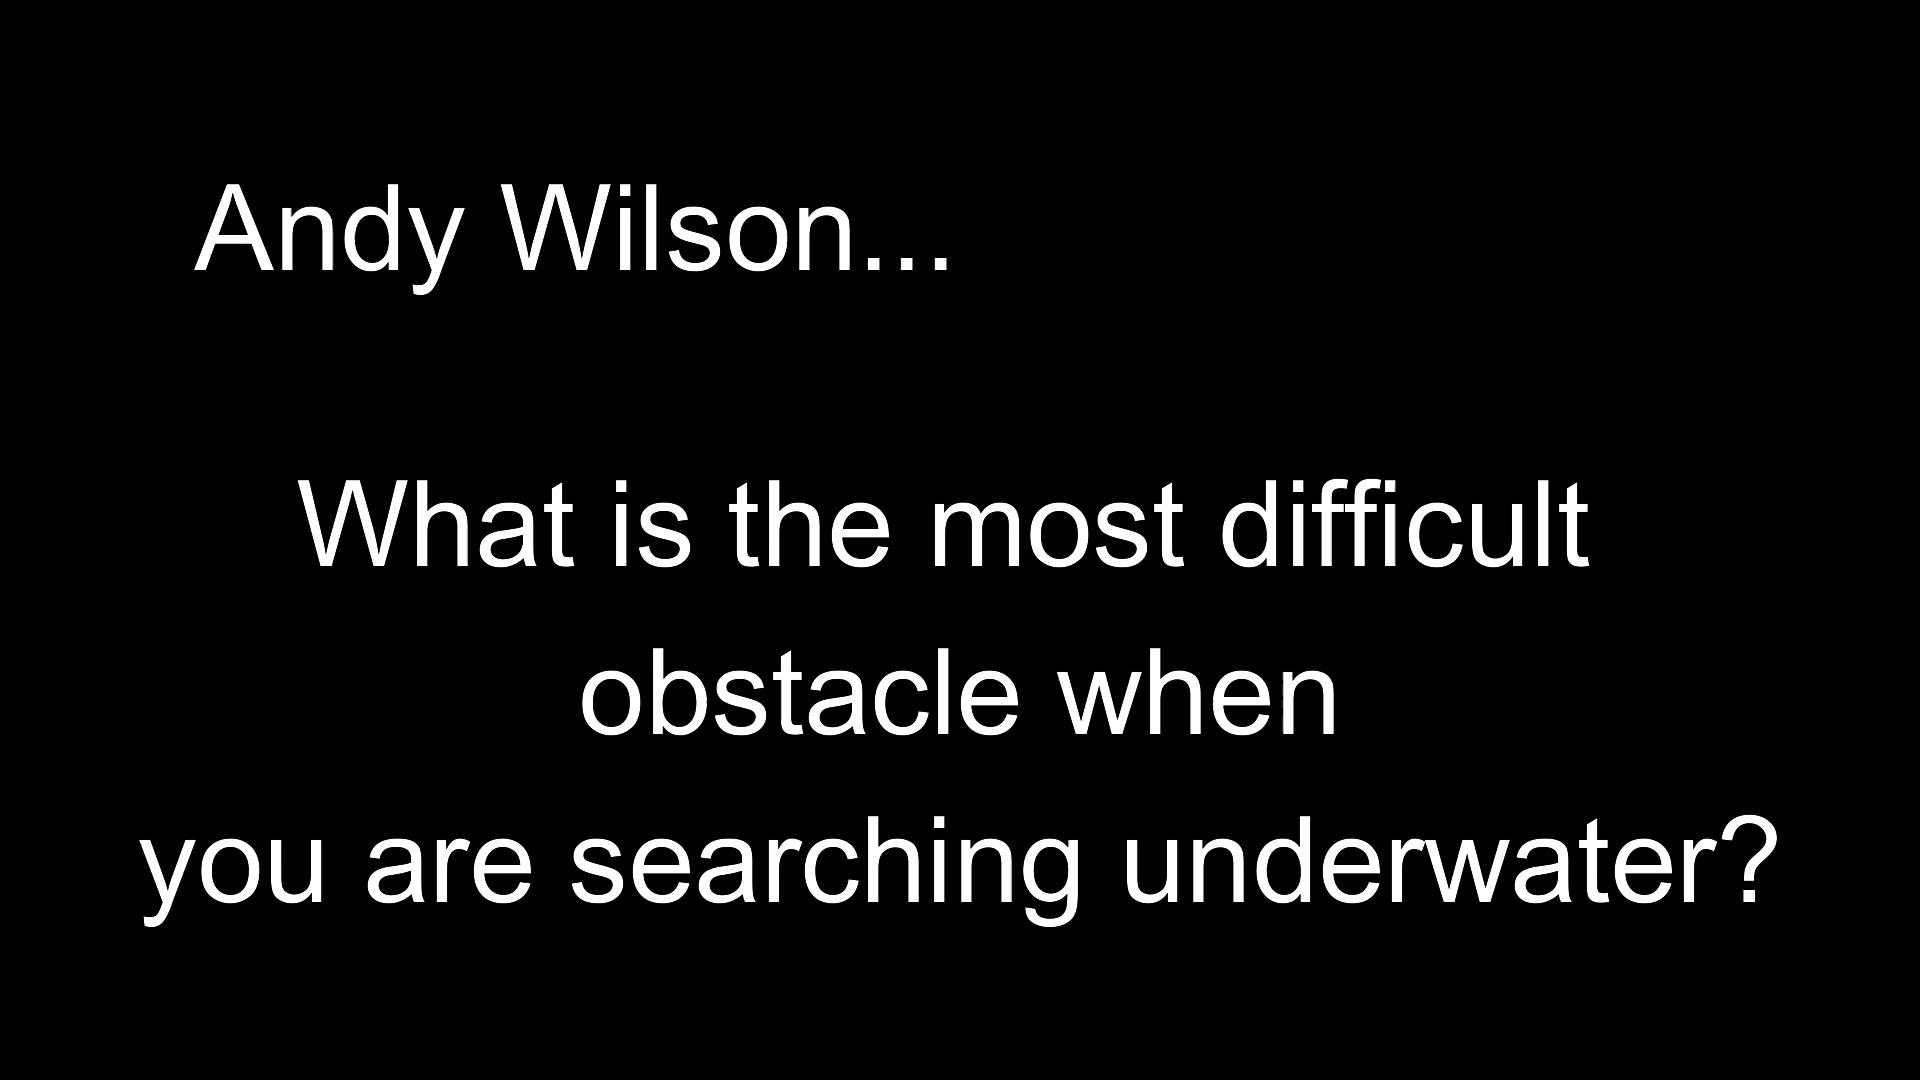 Andy Wilson...
What is the most difficult
obstacle when
you are searching underwater?